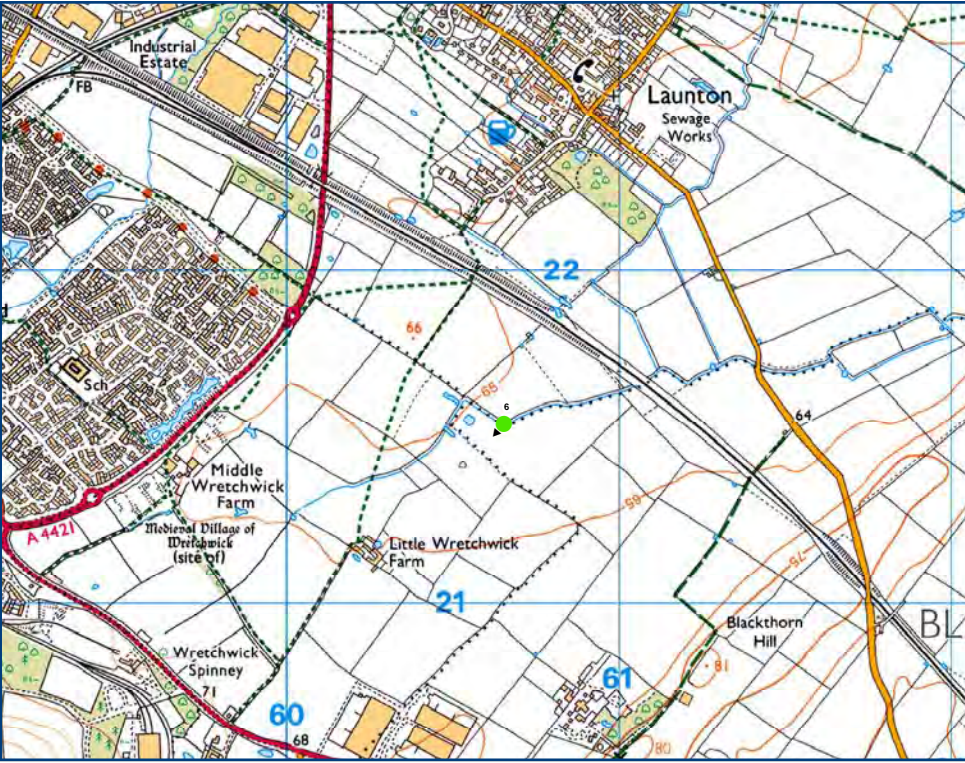 Industrial
Estate
FB
Launton
Sewage
Works
22
66
65
6
d
Sch
64
Middle
Wretchwick
Farm
65
A 4421
Medieval Village of
Wretchwick
(site of)
75
Little Wretchwick
Farm
21
Blackthorn
Hill
BL
Wretchwick
Spinney
81
61
71
60
68
80